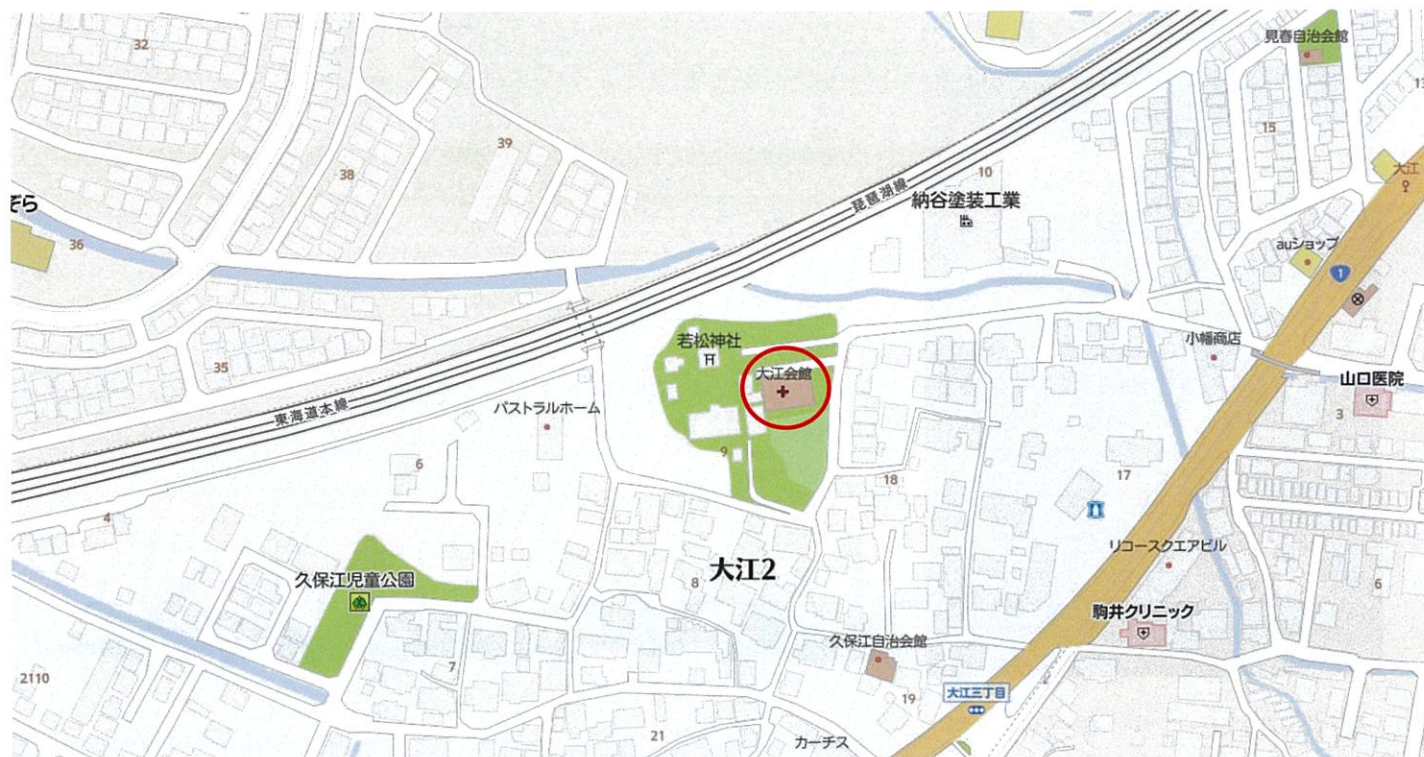 見春自治会館
32
13
15
39
大江
10
38
琵琶湖線
納谷塗装工業
ぞら
36
auショップ
1
若松神社
小幡商店
35
大江会館
山口医院
東海道本線
パストラルホーム
3
9
6
17
18
4
リコースクエアビル
大江2
久保江児童公園
8
6
駒井クリニック
久保江自治会館
7
2110
19
大江三丁目
21
カーチス